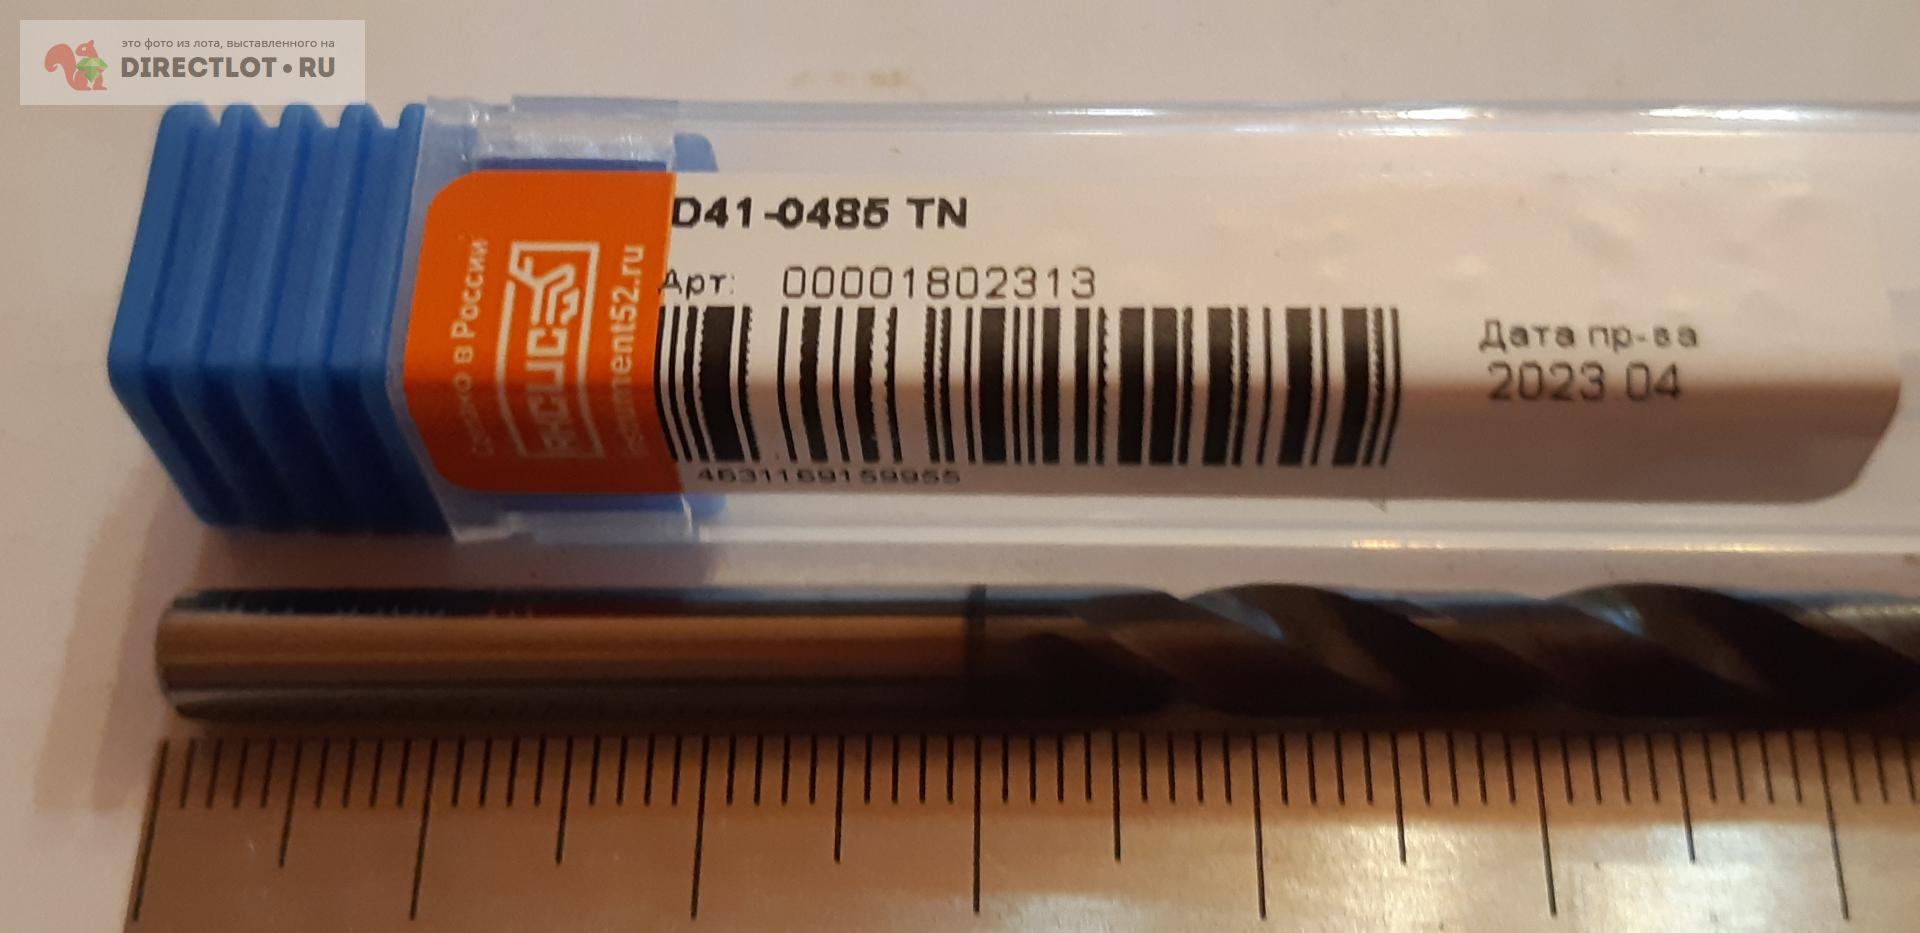 это фото из лота, выставленного на
DIRECTLOT•RU
D41-0485 TN
Арт: 00001802313
4631169159955
Дата пр-ва
2023.04
Сделано в России
instrument52.ru